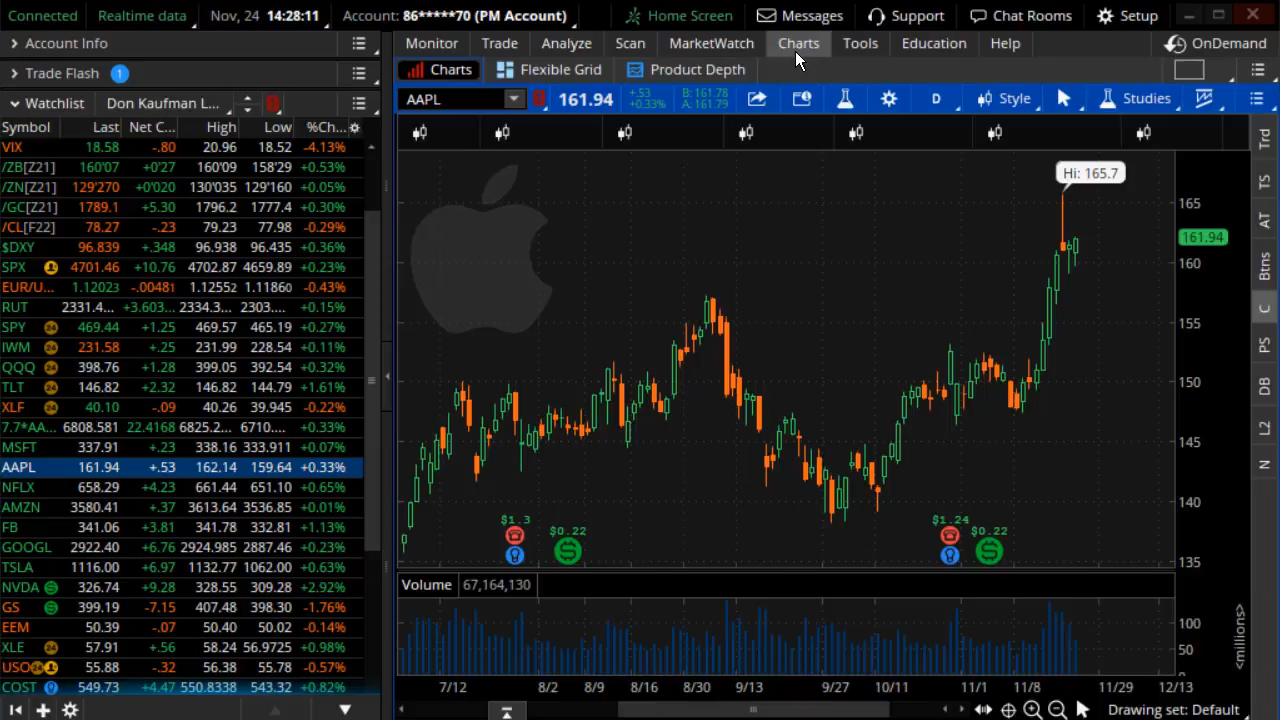 Connected Realtime data Nov, 24 14:28:11 Account: 86*****70 (PM Account) Home Screen Messages Support Chat Rooms Setup
Account Info
Trade Flash 1
Watchlist Don Kaufman L...
Symbol Last Net C... High Low %Ch...
VIX 18.58 -.80 20.96 18.52 -4.13%
/ZB[Z21] 160'07 +0'27 160'09 158'29 +0.53%
/ZN[Z21] 129'270 +0'020 130'035 129'160 +0.05%
/GC[Z21] 1789.1 +5.30 1796.2 1777.4 +0.30%
/CL[F22] 78.27 -.23 79.23 77.98 -0.29%
$DXY 96.839 +.348 96.938 96.435 +0.36%
SPX 4701.46 +10.76 4702.87 4659.89 +0.23%
EUR/U... 1.12023 -.00481 1.12552 1.11860 -0.43%
RUT 2331.4... +3.603... 2334.3... 2303.... +0.15%
SPY 24 469.44 +1.25 469.57 465.19 +0.27%
IWM 24 231.58 +.25 231.99 228.54 +0.11%
QQQ 24 398.76 +1.28 399.05 392.54 +0.32%
TLT 24 146.82 +2.32 146.82 144.79 +1.61%
XLF 24 40.10 -.09 40.26 39.945 -0.22%
7.7*AA... 6808.581 22.4168 6825.2... 6710.... +0.33%
MSFT 337.91 +.23 338.16 333.911 +0.07%
AAPL 161.94 +.53 162.14 159.64 +0.33%
NFLX 658.29 +4.23 661.44 651.10 +0.65%
AMZN 3580.41 +.37 3613.64 3536.85 +0.01%
FB 341.06 +3.81 341.78 332.81 +1.13%
GOOGL 2922.40 +6.76 2924.985 2887.46 +0.23%
TSLA 1116.00 +6.97 1132.77 1062.00 +0.63%
NVDA 326.74 +9.28 328.55 309.28 +2.92%
GS 399.19 -7.15 407.48 398.30 -1.76%
EEM 50.39 -.07 50.40 50.02 -0.14%
XLE 24 57.91 +.56 58.24 56.9725 +0.98%
USO 24 55.88 -.32 56.38 55.78 -0.57%
COST 549.73 +4.47 550.8338 543.32 +0.82%
Monitor Trade Analyze Scan MarketWatch Charts Tools Education Help OnDemand
Charts Flexible Grid Product Depth
AAPL 161.94 +.53 +0.33% B: 161.78 A: 161.79 D Style Studies
Hi: 165.7
165
161.94
160
155
150
145
140
135
$1.3 $0.22 $1.24 $0.22
Volume 67,164,130
100
50
<millions>
7/12 8/2 8/9 8/16 8/30 9/13 9/27 10/11 11/1 11/8 11/29 12/13
Drawing set: Default
Trd
TS
AT
Btns
C
PS
DB
L2
N